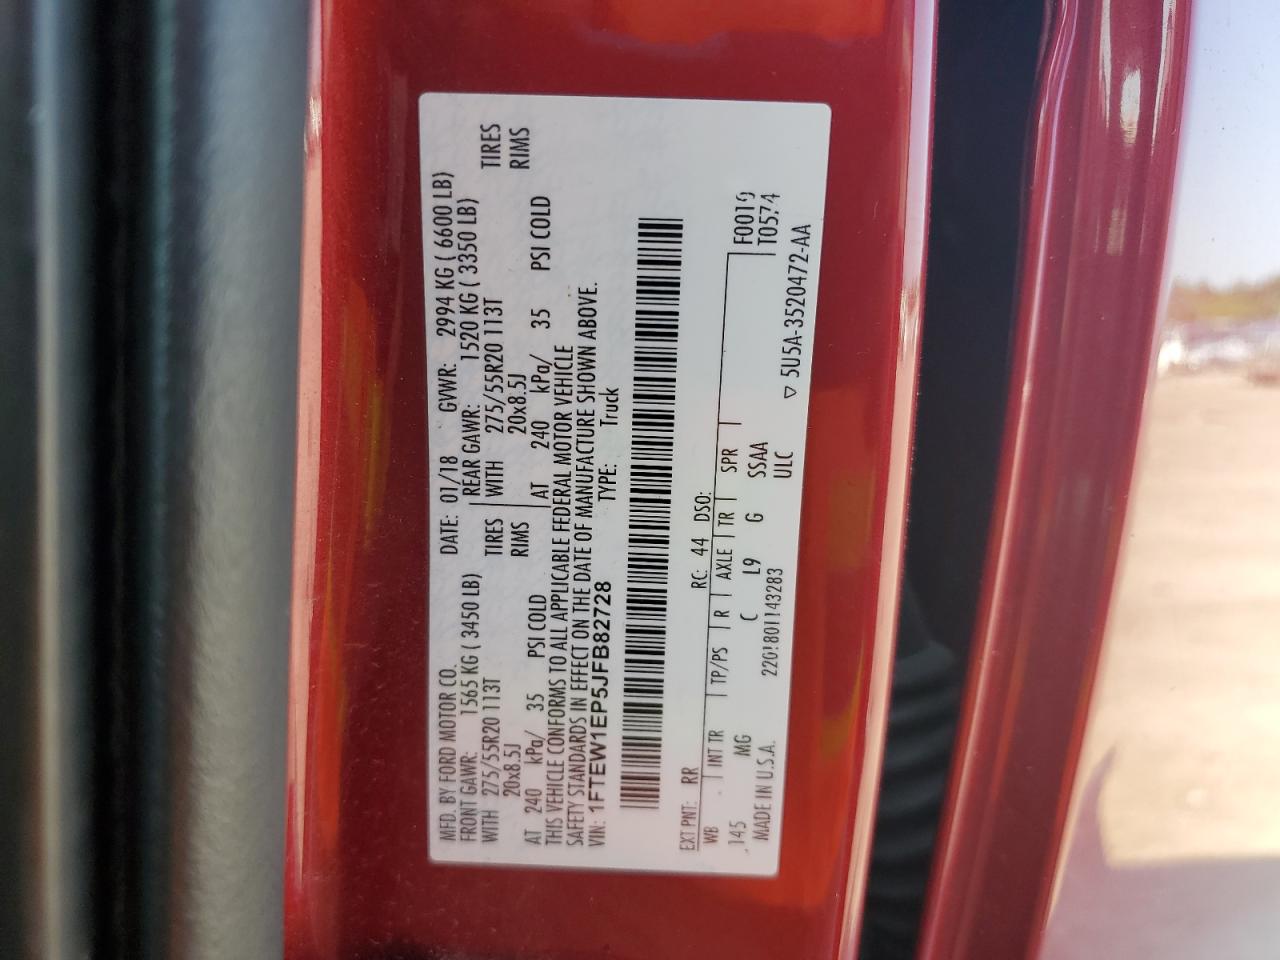 MFD. BY FORD MOTOR CO. DATE: 01/18 GVWR: 2994 KG ( 6600 LB)
FRONT GAWR: 1565 KG ( 3450 LB) REAR GAWR: 1520 KG ( 3350 LB)
WITH 275/55R20 113T TIRES WITH 275/55R20 113T TIRES
20x8.5J RIMS 20x8.5J RIMS
AT 240 kPa/ 35 PSI COLD AT 240 kPa/ 35 PSI COLD
THIS VEHICLE CONFORMS TO ALL APPLICABLE FEDERAL MOTOR VEHICLE
SAFETY STANDARDS IN EFFECT ON THE DATE OF MANUFACTURE SHOWN ABOVE.
VIN: 1FTEW1EP5JFB82728 TYPE: Truck
EXT PNT: RR RC: 44 DSO:
WB INT TR TP/PS R AXLE TR SPR F0019
T0574
145 MG C L9 G SSAA
MADE IN U.S.A. 2201801143283 ULC
5U5A-3520472-AA